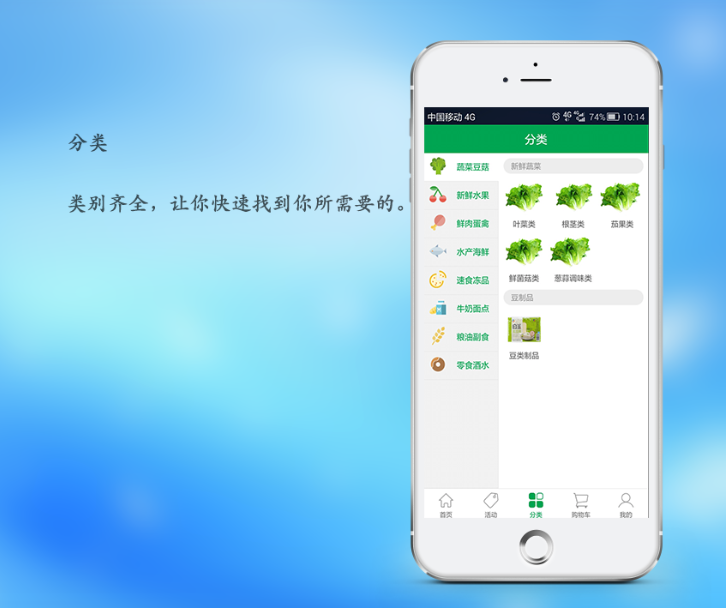 分类
类别齐全，让你快速找到你所需要的。
中国移动 4G 4G 4G 74% 10:14
分类
蔬菜豆菇
新鲜水果
鲜肉蛋禽
水产海鲜
速食冻品
牛奶面点
粮油副食
零食酒水
新鲜蔬菜
叶菜类 根茎类 茄果类
鲜菌菇类 葱蒜调味类
豆制品
豆类制品
首页 活动 分类 购物车 我的